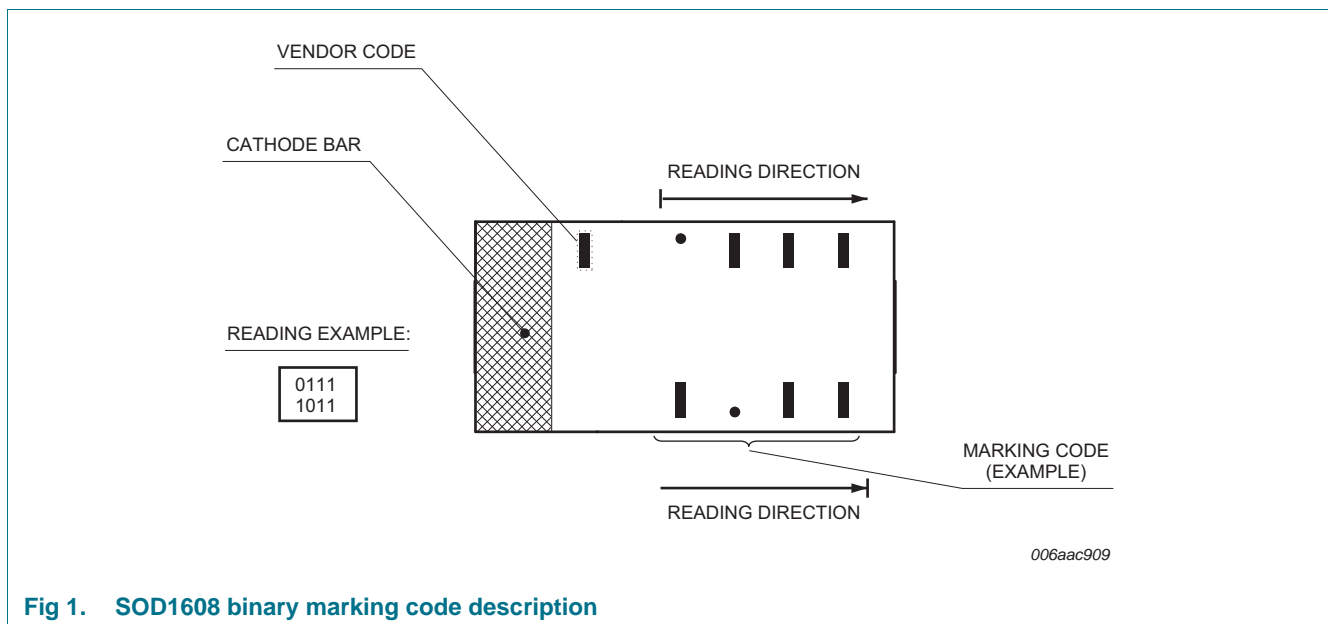 VENDOR CODE
CATHODE BAR
READING DIRECTION
READING EXAMPLE:
0111
1011
MARKING CODE
(EXAMPLE)
READING DIRECTION
006aac909
Fig 1. SOD1608 binary marking code description